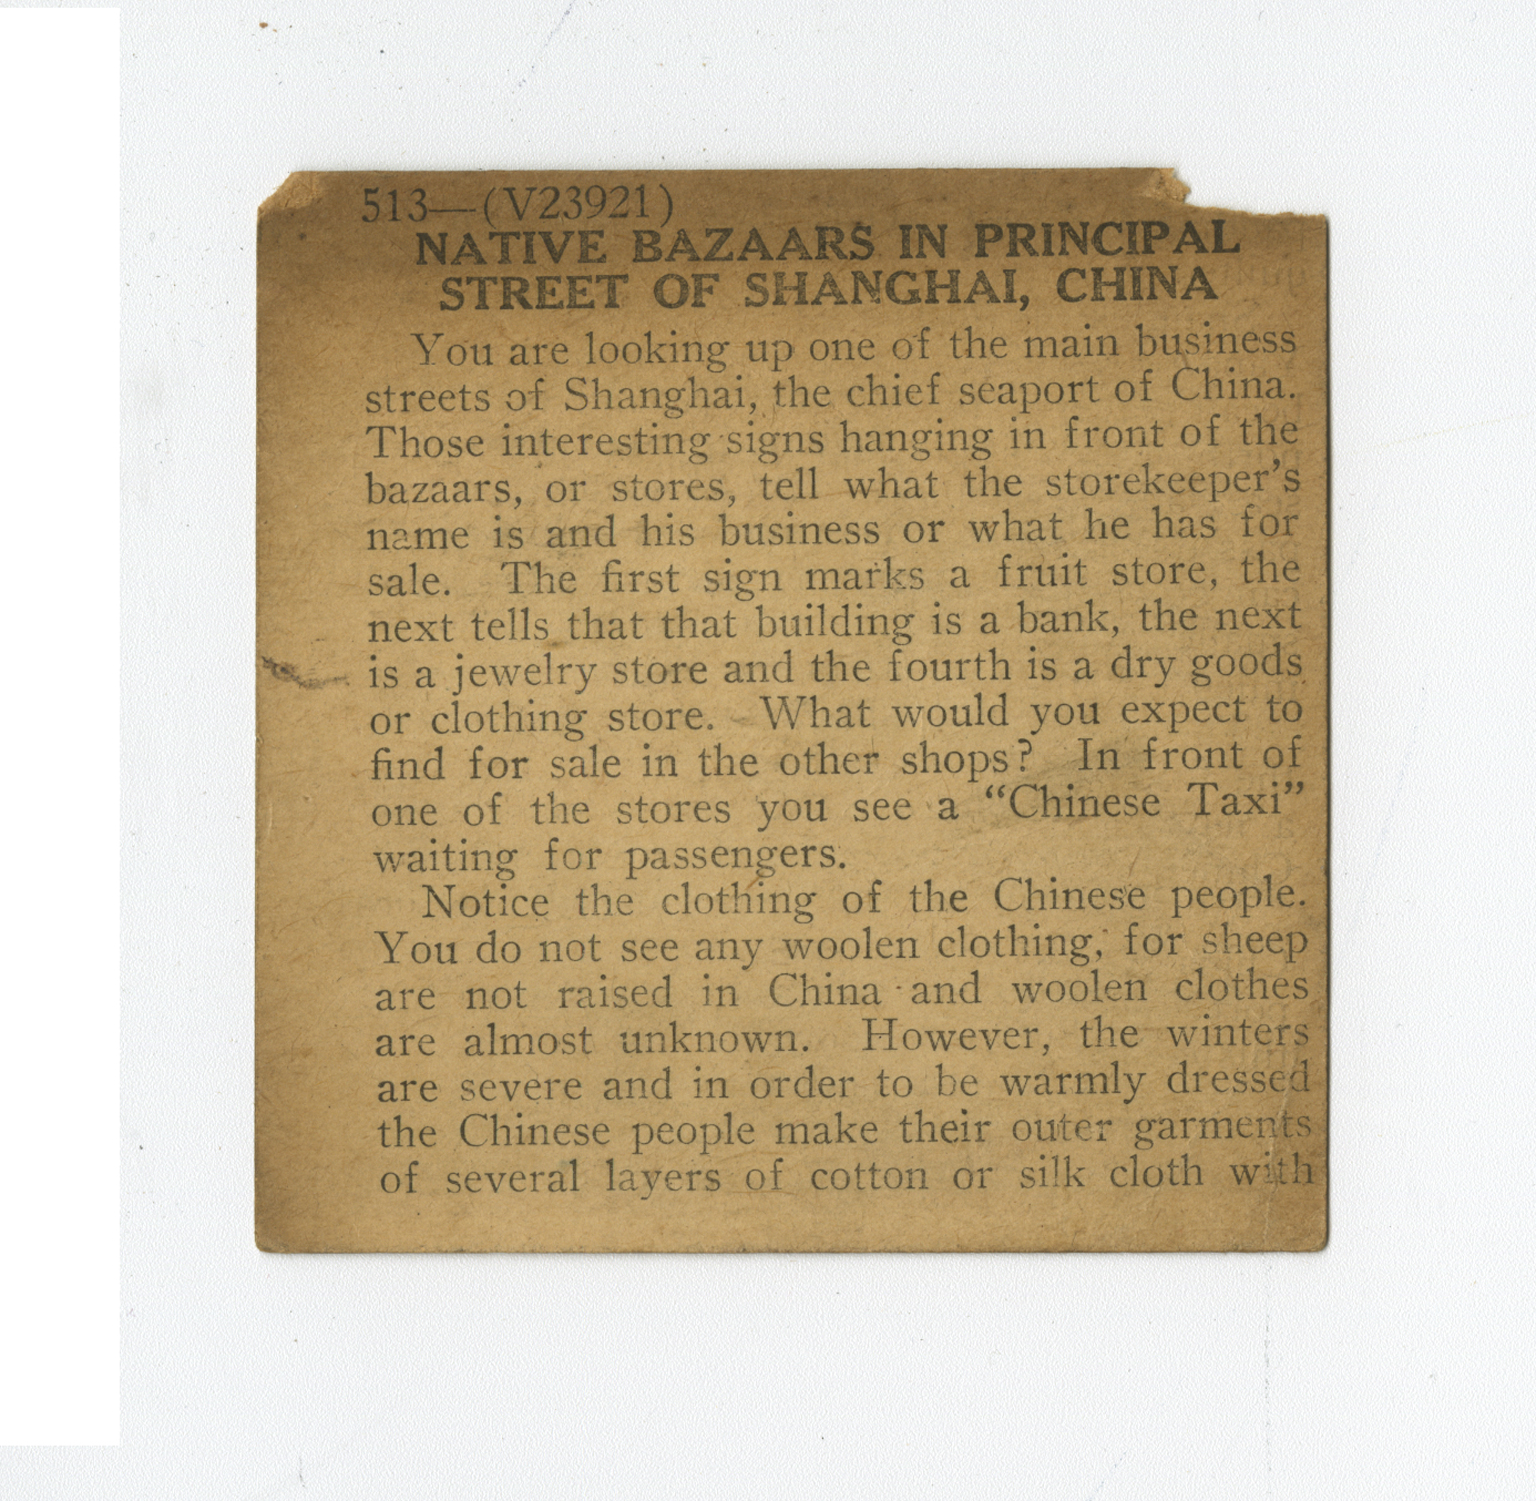 513—(V23921)
NATIVE BAZAARS IN PRINCIPAL
STREET OF SHANGHAI, CHINA
You are looking up one of the main business
streets of Shanghai, the chief seaport of China.
Those interesting signs hanging in front of the
bazaars, or stores, tell what the storekeeper's
name is and his business or what he has for
sale. The first sign marks a fruit store, the
next tells that that building is a bank, the next
is a jewelry store and the fourth is a dry goods
or clothing store. What would you expect to
find for sale in the other shops? In front of
one of the stores you see a “Chinese Taxi”
waiting for passengers.
Notice the clothing of the Chinese people.
You do not see any woolen clothing, for sheep
are not raised in China and woolen clothes
are almost unknown. However, the winters
are severe and in order to be warmly dressed
the Chinese people make their outer garments
of several layers of cotton or silk cloth with